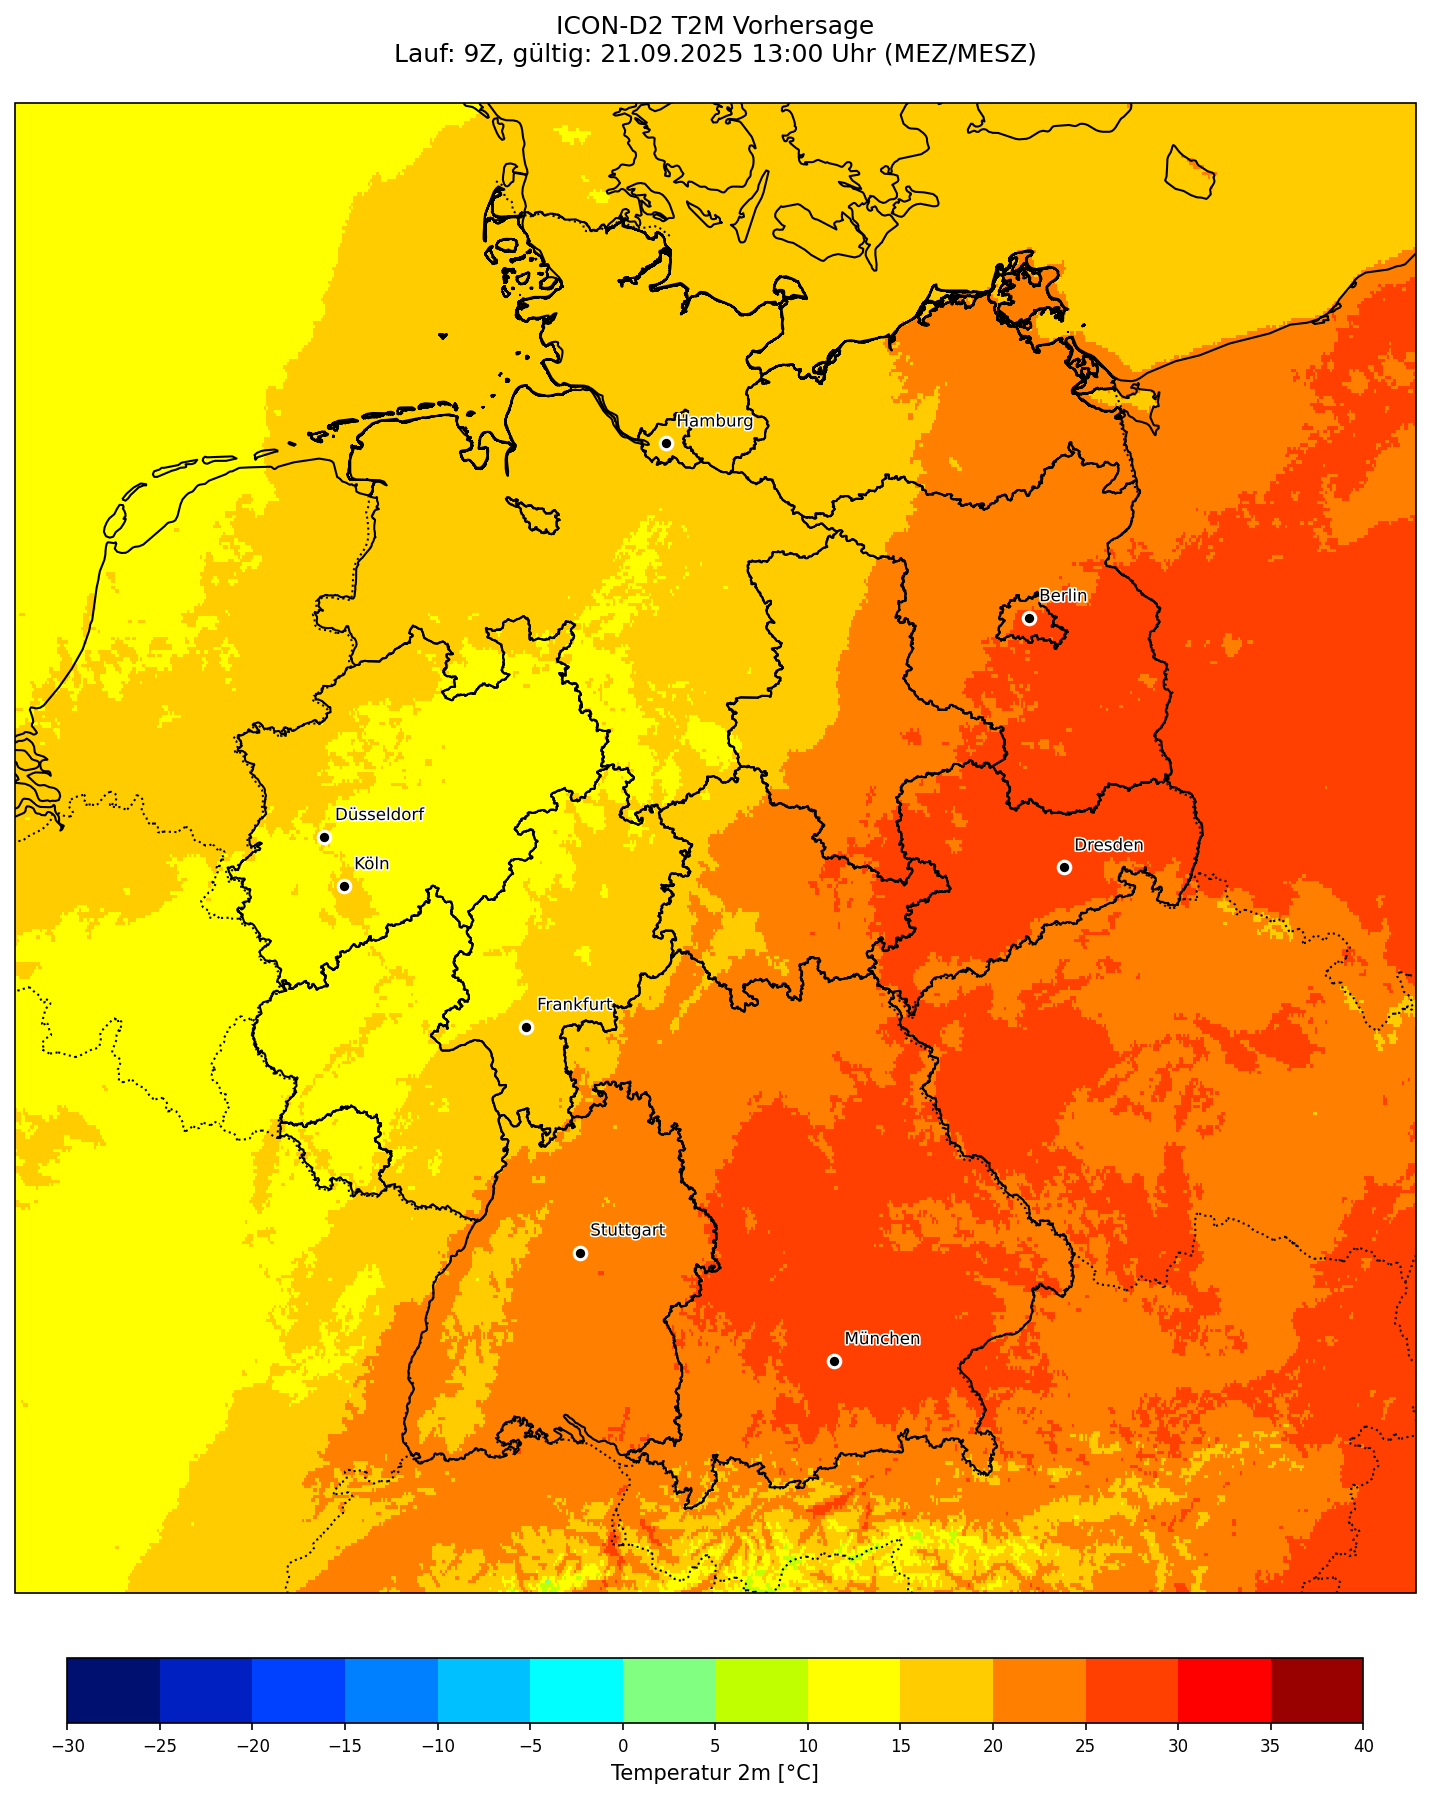 ICON-D2 T2M Vorhersage
Lauf: 9Z, gültig: 21.09.2025 13:00 Uhr (MEZ/MESZ)
Hamburg
Berlin
Düsseldorf
Köln
Dresden
Frankfurt
Stuttgart
München
−30 −25 −20 −15 −10 −5 0 5 10 15 20 25 30 35 40
Temperatur 2m [°C]